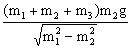 (m₁ + m₂ + m₃)m₂g
√(m₁² − m₂²)